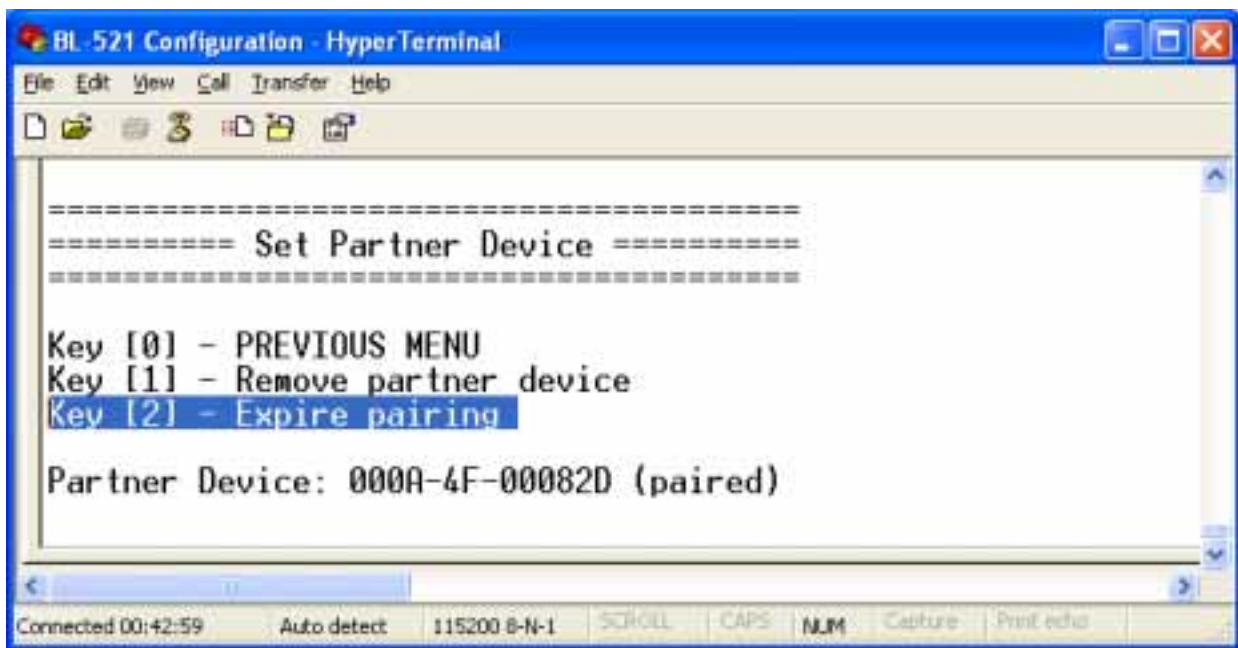 BL-521 Configuration - HyperTerminal
File Edit View Call Transfer Help
========================================
========== Set Partner Device ==========
========================================
Key [0] - PREVIOUS MENU
Key [1] - Remove partner device
Key [2] - Expire pairing
Partner Device: 000A-4F-00082D (paired)
Connected 00:42:59 Auto detect 115200 8-N-1 SCROLL CAPS NUM Capture Print echo